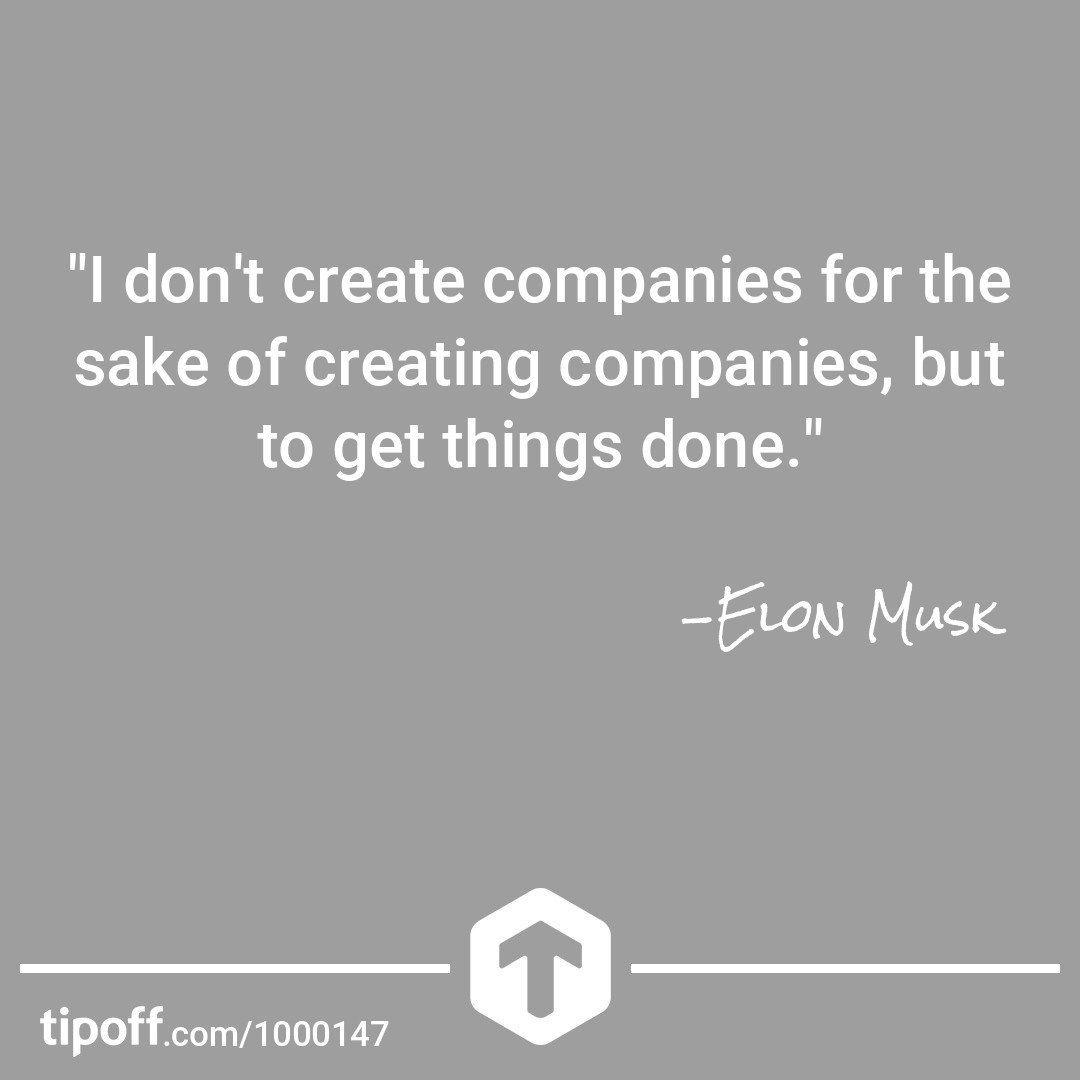 "I don't create companies for the
sake of creating companies, but
to get things done."
-Elon Musk
tipoff.com/1000147